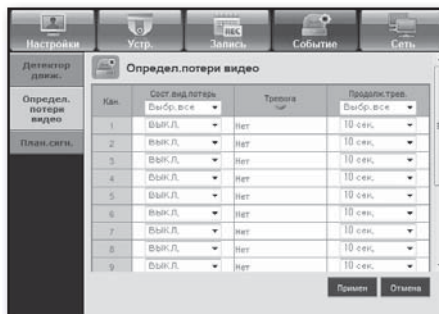 Настройки Устр. Запись Событие Сеть
REC
Детектор движ.
Определ. потери видео
План.сигн.
Определ.потери видео
Кан. Сост.вид.потерь Тревога Продолж.трев.
Выбр.все Выбр.все
1 ВЫКЛ. Нет 10 сек.
2 ВЫКЛ. Нет 10 сек.
3 ВЫКЛ. Нет 10 сек.
4 ВЫКЛ. Нет 10 сек.
5 ВЫКЛ. Нет 10 сек.
6 ВЫКЛ. Нет 10 сек.
7 ВЫКЛ. Нет 10 сек.
8 ВЫКЛ. Нет 10 сек.
9 ВЫКЛ. Нет 10 сек.
Примен Отмена